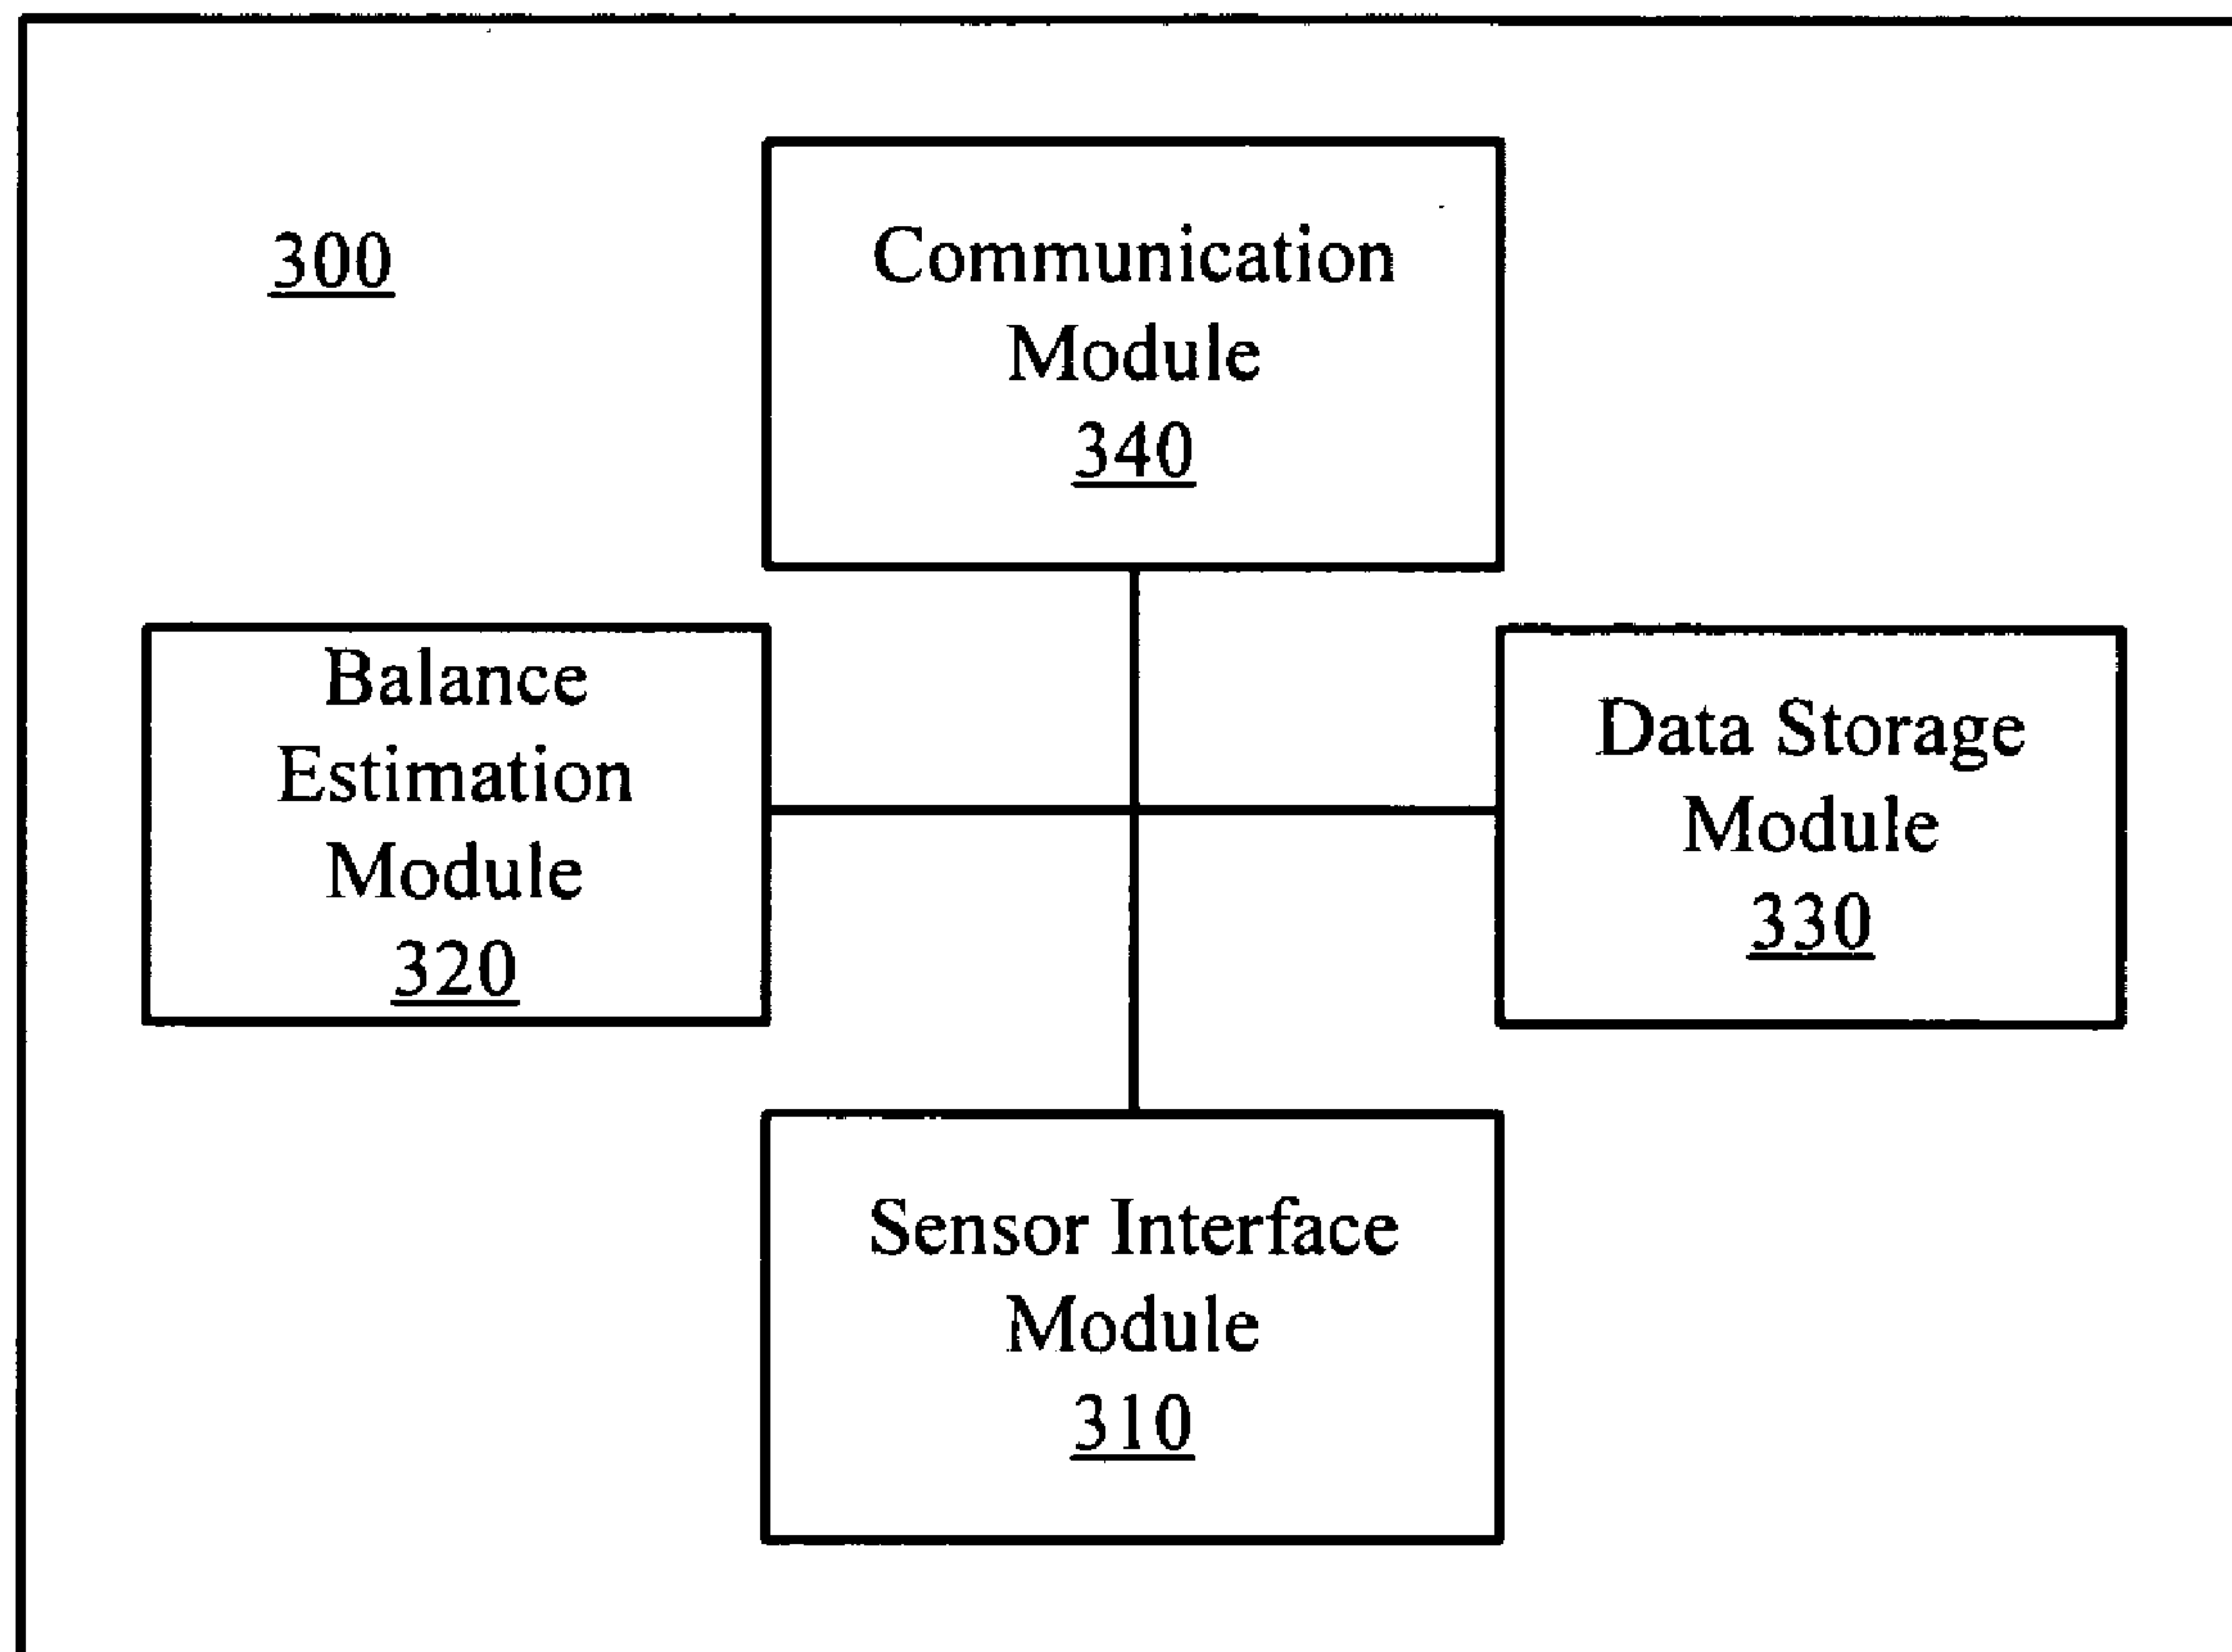 300
Communication
Module
340
Balance
Estimation
Module
320
Data Storage
Module
330
Sensor Interface
Module
310